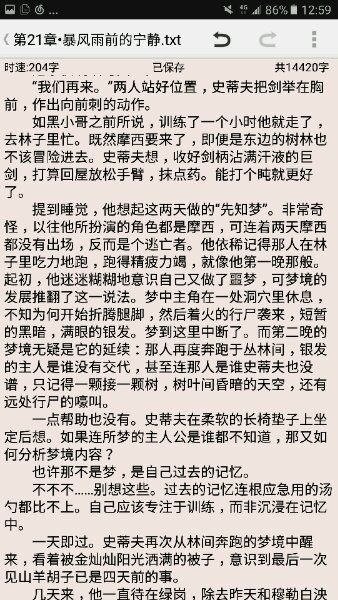 4G 86% 12:59
第21章•暴风雨前的宁静.txt
时速:204字 已保存 共14420字
“我们再来。”两人站好位置，史蒂夫把剑举在胸
前，作出向前刺的动作。
如黑小哥之前所说，训练了一个小时他就走了，
去林子里忙。既然摩西要来了，即便是东边的树林也
不该冒险进去。史蒂夫想，收好剑柄沾满汗液的巨
剑，打算回屋放松手臂，抹点药。能打个盹就更好
了。
提到睡觉，他想起这两天做的“先知梦”。非常奇
怪，以往他所扮演的角色都是摩西，可连着两天摩西
都没有出场，反而是个逃亡者。他依稀记得那人在林
子里吃力地跑，跑得精疲力竭，就像他第一晚那般。
起初，他迷迷糊糊地意识自己又做了噩梦，可梦境的
发展推翻了这一说法。梦中主角在一处洞穴里休息，
不知为何开始折腾腿脚，然后着火的行尸袭来，短暂
的黑暗，满眼的银发。梦到这里中断了。而第二晚的
梦境无疑是它的延续：那人再度奔跑于丛林间，银发
的主人是谁没有交代，甚至连那人是谁史蒂夫也没
谱，只记得一颗接一颗树，树叶间昏暗的天空，还有
远处行尸的嚎叫。
一点帮助也没有。史蒂夫在柔软的长椅垫子上坐
定后想。如果连所梦的主人公是谁都不知道，那又如
何分析梦境内容？
也许那不是梦，是自己过去的记忆。
不不不……别想这些。过去的记忆连根应急用的汤
勺都比不上。自己应该专注于训练，而非沉浸在记忆
中。
一天即过。史蒂夫再次从林间奔跑的梦境中醒
来，看着被金灿灿阳光洒满的被子，意识到最后一次
见山羊胡子已是四天前的事。
几天来，他一直待在绿岗，除去昨天和穆勒白泱